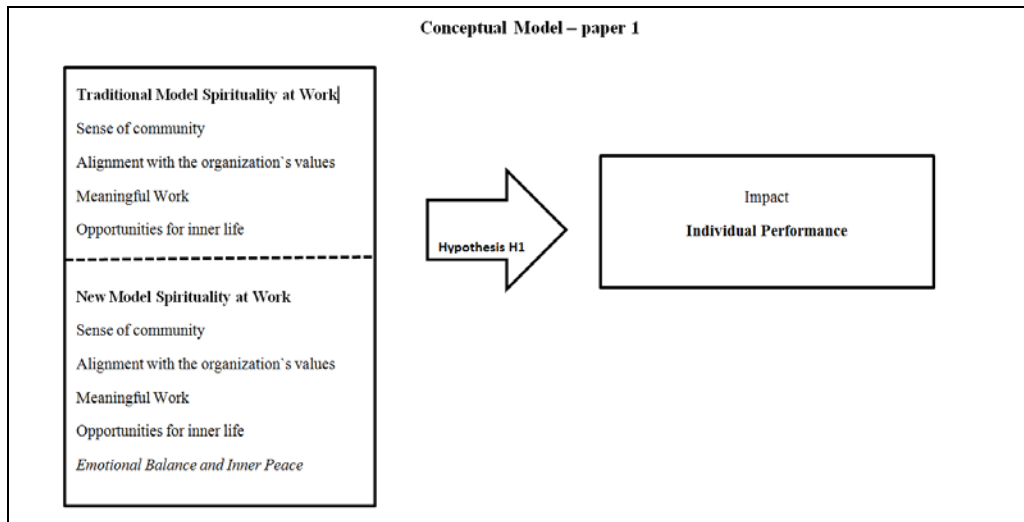 Conceptual Model – paper 1
Traditional Model Spirituality at Work
Sense of community
Alignment with the organization`s values
Meaningful Work
Opportunities for inner life
New Model Spirituality at Work
Sense of community
Alignment with the organization`s values
Meaningful Work
Opportunities for inner life
Emotional Balance and Inner Peace
Hypothesis H1
Impact
Individual Performance